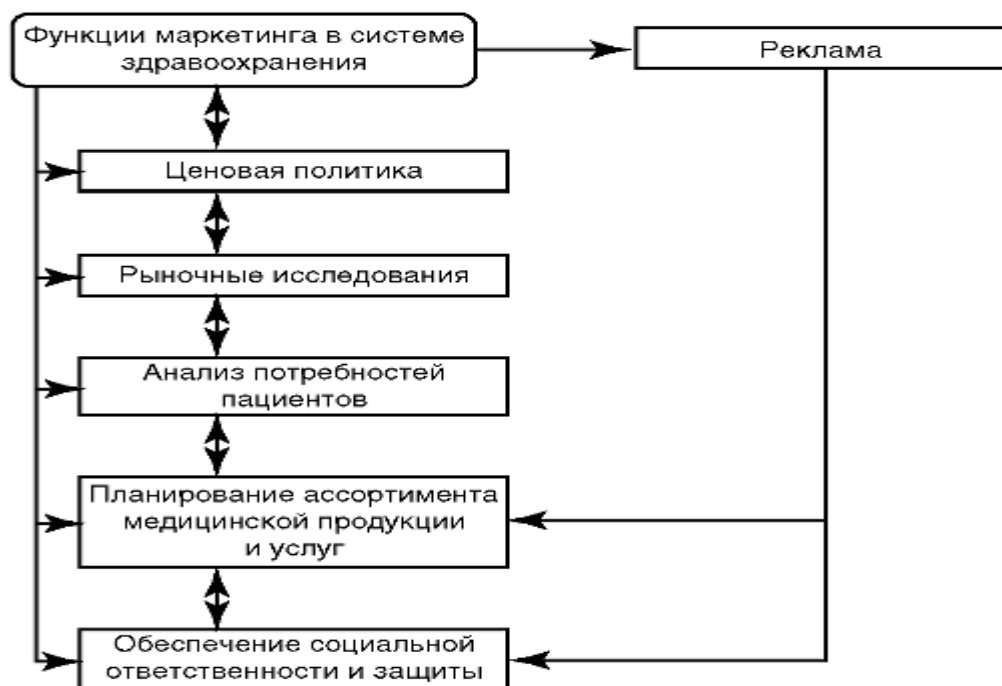 Функции маркетинга в системе
здравоохранения
Реклама
Ценовая политика
Рыночные исследования
Анализ потребностей
пациентов
Планирование ассортимента
медицинской продукции
и услуг
Обеспечение социальной
ответственности и защиты